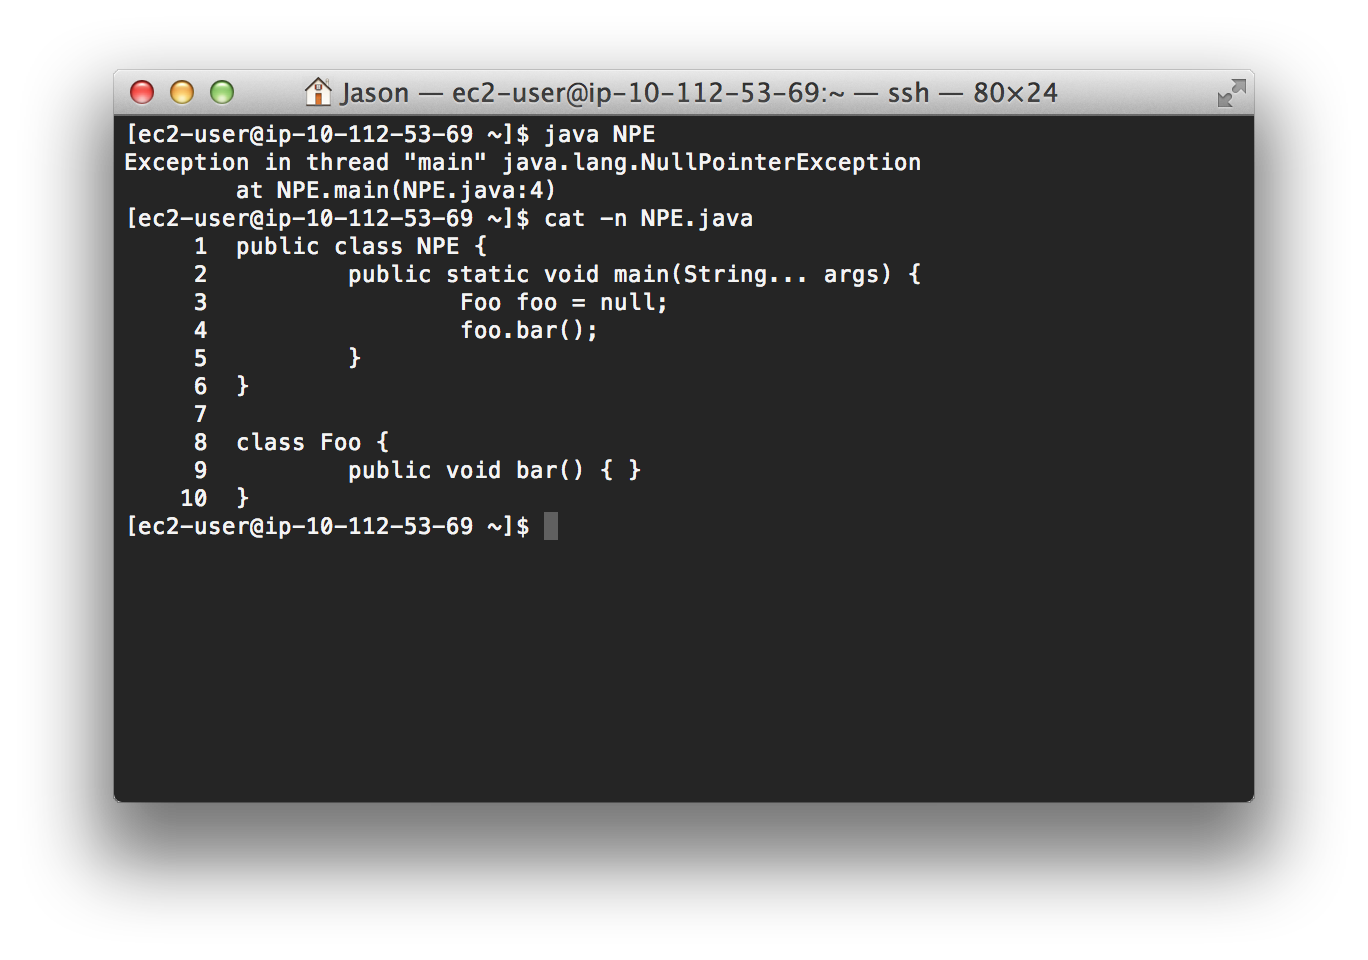 Jason — ec2-user@ip-10-112-53-69:~ — ssh — 80×24
[ec2-user@ip-10-112-53-69 ~]$ java NPE
Exception in thread "main" java.lang.NullPointerException
        at NPE.main(NPE.java:4)
[ec2-user@ip-10-112-53-69 ~]$ cat -n NPE.java
     1  public class NPE {
     2          public static void main(String... args) {
     3                  Foo foo = null;
     4                  foo.bar();
     5          }
     6  }
     7
     8  class Foo {
     9          public void bar() { }
    10  }
[ec2-user@ip-10-112-53-69 ~]$